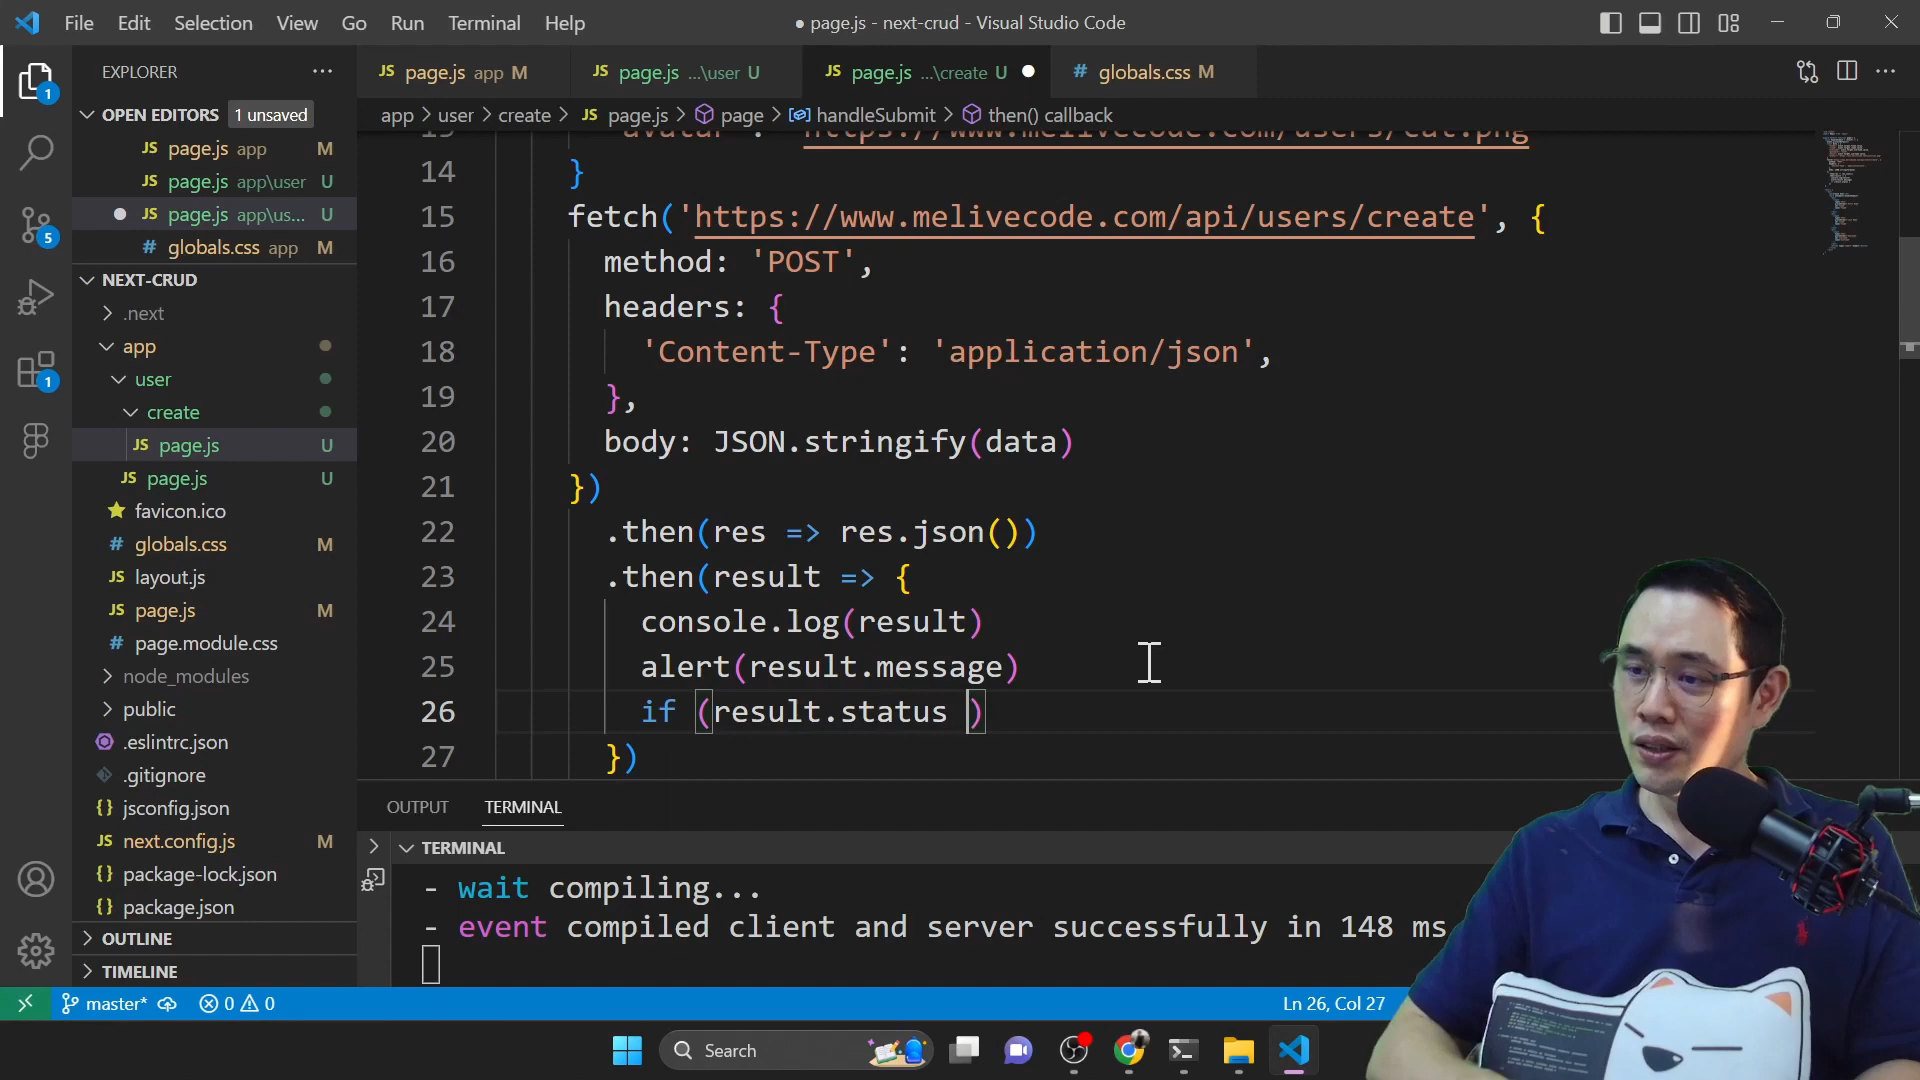 File Edit Selection View Go Run Terminal Help
● page.js - next-crud - Visual Studio Code
EXPLORER
JS page.js app M
JS page.js ...\user U
JS page.js ...\create U ●
# globals.css M
1
OPEN EDITORS 1 unsaved
app > user > create > JS page.js > page > handleSubmit > then() callback
JS page.js app M
JS page.js app\user U
● JS page.js app\us... U
# globals.css app M
5
NEXT-CRUD
.next
app
user
create
1
JS page.js U
JS page.js U
favicon.ico
# globals.css M
JS layout.js
JS page.js M
# page.module.css
node_modules
public
.eslintrc.json
.gitignore
{} jsconfig.json
JS next.config.js M
{} package-lock.json
{} package.json
OUTLINE
TIMELINE
14 }
15 fetch('https://www.melivecode.com/api/users/create', {
16 method: 'POST',
17 headers: {
18 'Content-Type': 'application/json',
19 },
20 body: JSON.stringify(data)
21 })
22 .then(res => res.json())
23 .then(result => {
24 console.log(result)
25 alert(result.message)
26 if (result.status )
27 })
OUTPUT TERMINAL
TERMINAL
- wait compiling...
- event compiled client and server successfully in 148 ms
master* 0 0
Ln 26, Col 27
Search